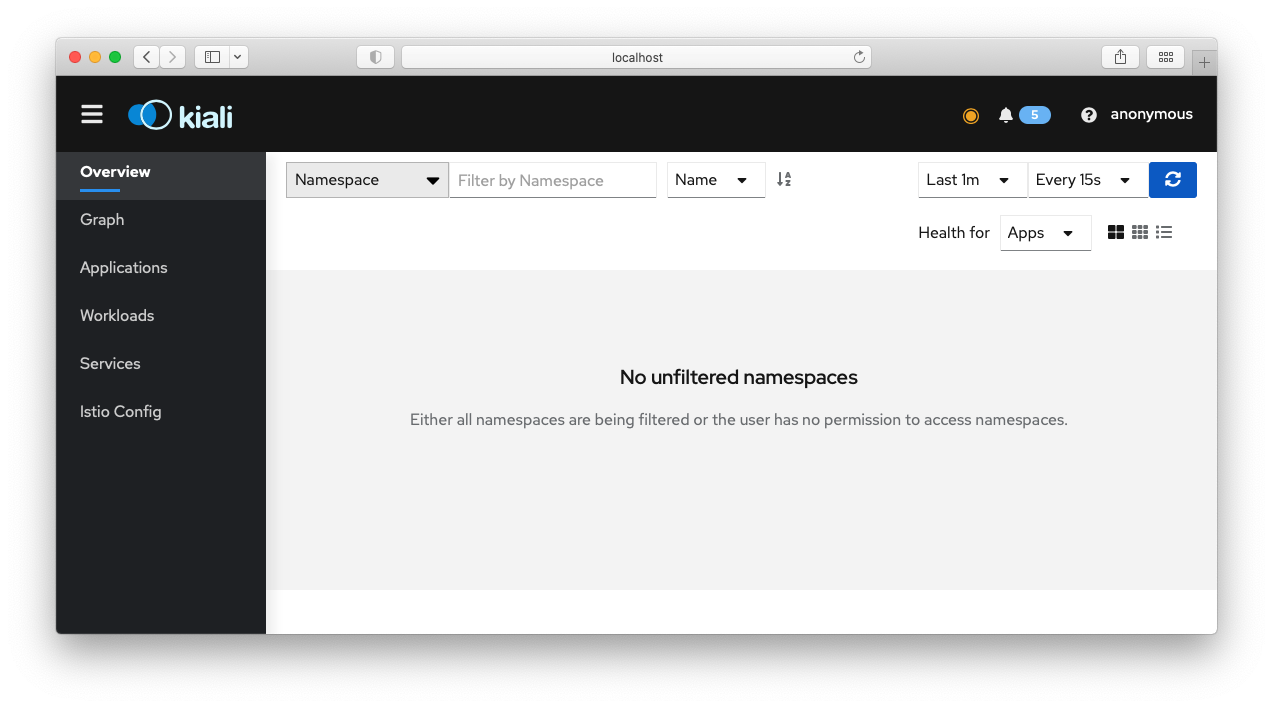 localhost
kiali
5
anonymous
Overview
Graph
Applications
Workloads
Services
Istio Config
Namespace
Filter by Namespace
Name
Last 1m
Every 15s
Health for
Apps
No unfiltered namespaces
Either all namespaces are being filtered or the user has no permission to access namespaces.